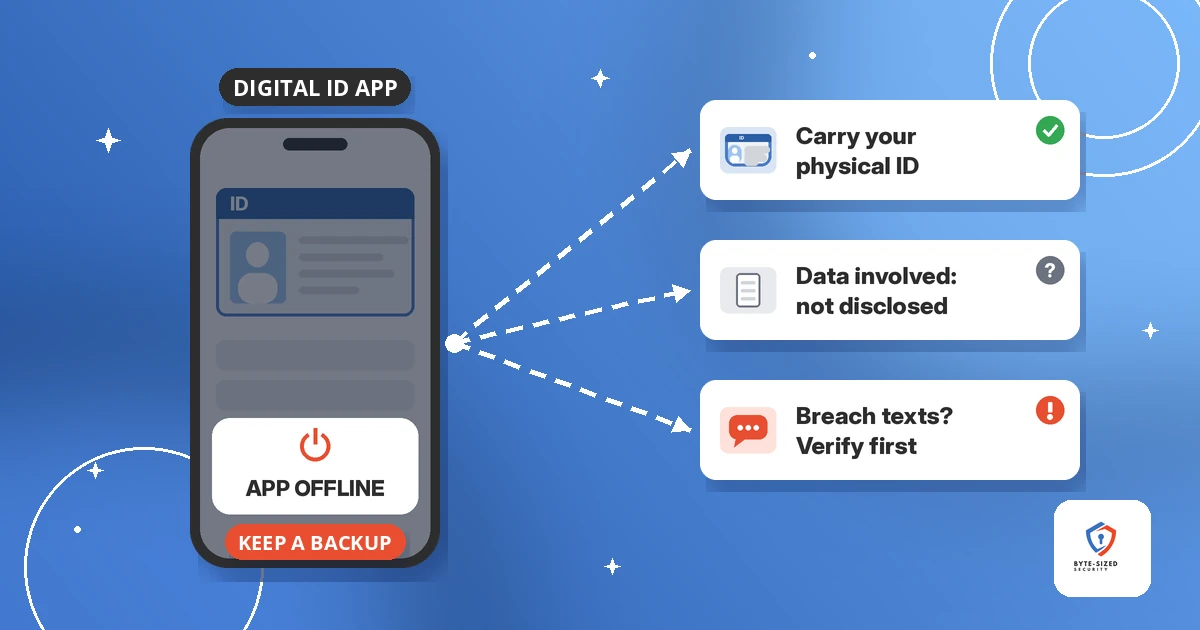 DIGITAL ID APP
ID
APP OFFLINE
KEEP A BACKUP
ID
Carry your
physical ID
?
Data involved:
not disclosed
Breach texts?
Verify first
!
BYTE-SIZED
SECURITY